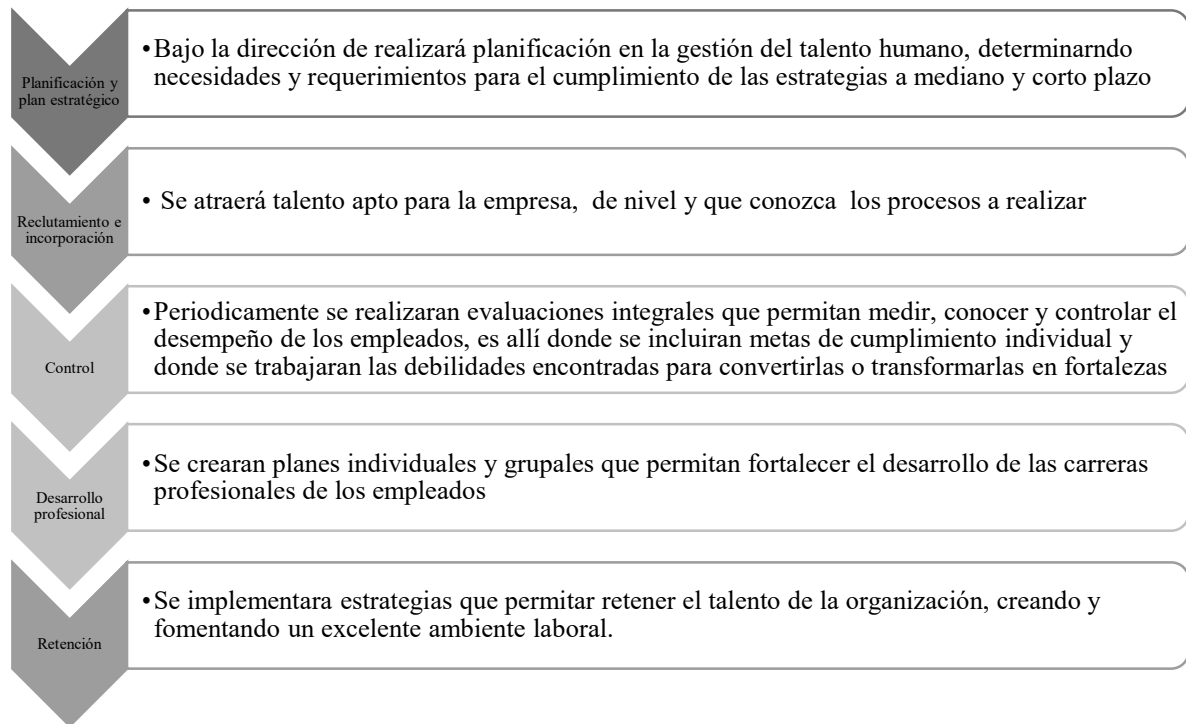 Planificación y
plan estratégico
•Bajo la dirección de realizará planificación en la gestión del talento humano, determinarndo
necesidades y requerimientos para el cumplimiento de las estrategias a mediano y corto plazo
Reclutamiento e
incorporación
• Se atraerá talento apto para la empresa, de nivel y que conozca los procesos a realizar
Control
•Periodicamente se realizaran evaluaciones integrales que permitan medir, conocer y controlar el
desempeño de los empleados, es allí donde se incluiran metas de cumplimiento individual y
donde se trabajaran las debilidades encontradas para convertirlas o transformarlas en fortalezas
Desarrollo
profesional
•Se crearan planes individuales y grupales que permitan fortalecer el desarrollo de las carreras
profesionales de los empleados
Retención
•Se implementara estrategias que permitar retener el talento de la organización, creando y
fomentando un excelente ambiente laboral.